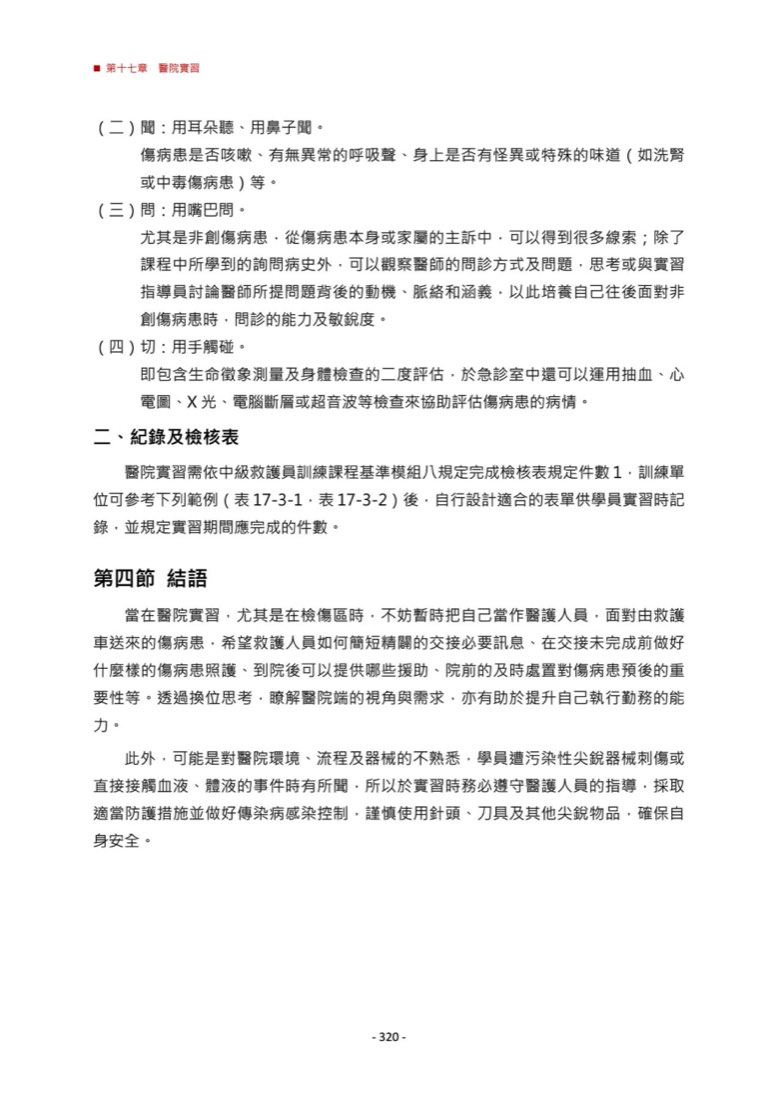 ■ 第十七章　醫院實習
（二）聞：用耳朵聽、用鼻子聞。
傷病患是否咳嗽、有無異常的呼吸聲、身上是否有怪異或特殊的味道（如洗腎
或中毒傷病患）等。
（三）問：用嘴巴問。
尤其是非創傷病患，從傷病患本身或家屬的主訴中，可以得到很多線索；除了
課程中所學到的詢問病史外，可以觀察醫師的問診方式及問題，思考或與實習
指導員討論醫師所提問題背後的動機、脈絡和涵義，以此培養自己往後面對非
創傷病患時，問診的能力及敏銳度。
（四）切：用手觸碰。
即包含生命徵象測量及身體檢查的二度評估，於急診室中還可以運用抽血、心
電圖、X 光、電腦斷層或超音波等檢查來協助評估傷病患的病情。
二、紀錄及檢核表
醫院實習需依中級救護員訓練課程基準模組八規定完成檢核表規定件數 1，訓練單
位可參考下列範例（表 17-3-1，表 17-3-2）後，自行設計適合的表單供學員實習時記
錄，並規定實習期間應完成的件數。
第四節 結語
當在醫院實習，尤其是在檢傷區時，不妨暫時把自己當作醫護人員，面對由救護
車送來的傷病患，希望救護人員如何簡短精闢的交接必要訊息、在交接未完成前做好
什麼樣的傷病患照護、到院後可以提供哪些援助、院前的及時處置對傷病患預後的重
要性等。透過換位思考，瞭解醫院端的視角與需求，亦有助於提升自己執行勤務的能
力。
此外，可能是對醫院環境、流程及器械的不熟悉，學員遭污染性尖銳器械刺傷或
直接接觸血液、體液的事件時有所聞，所以於實習時務必遵守醫護人員的指導，採取
適當防護措施並做好傳染病感染控制，謹慎使用針頭、刀具及其他尖銳物品，確保自
身安全。
- 320 -